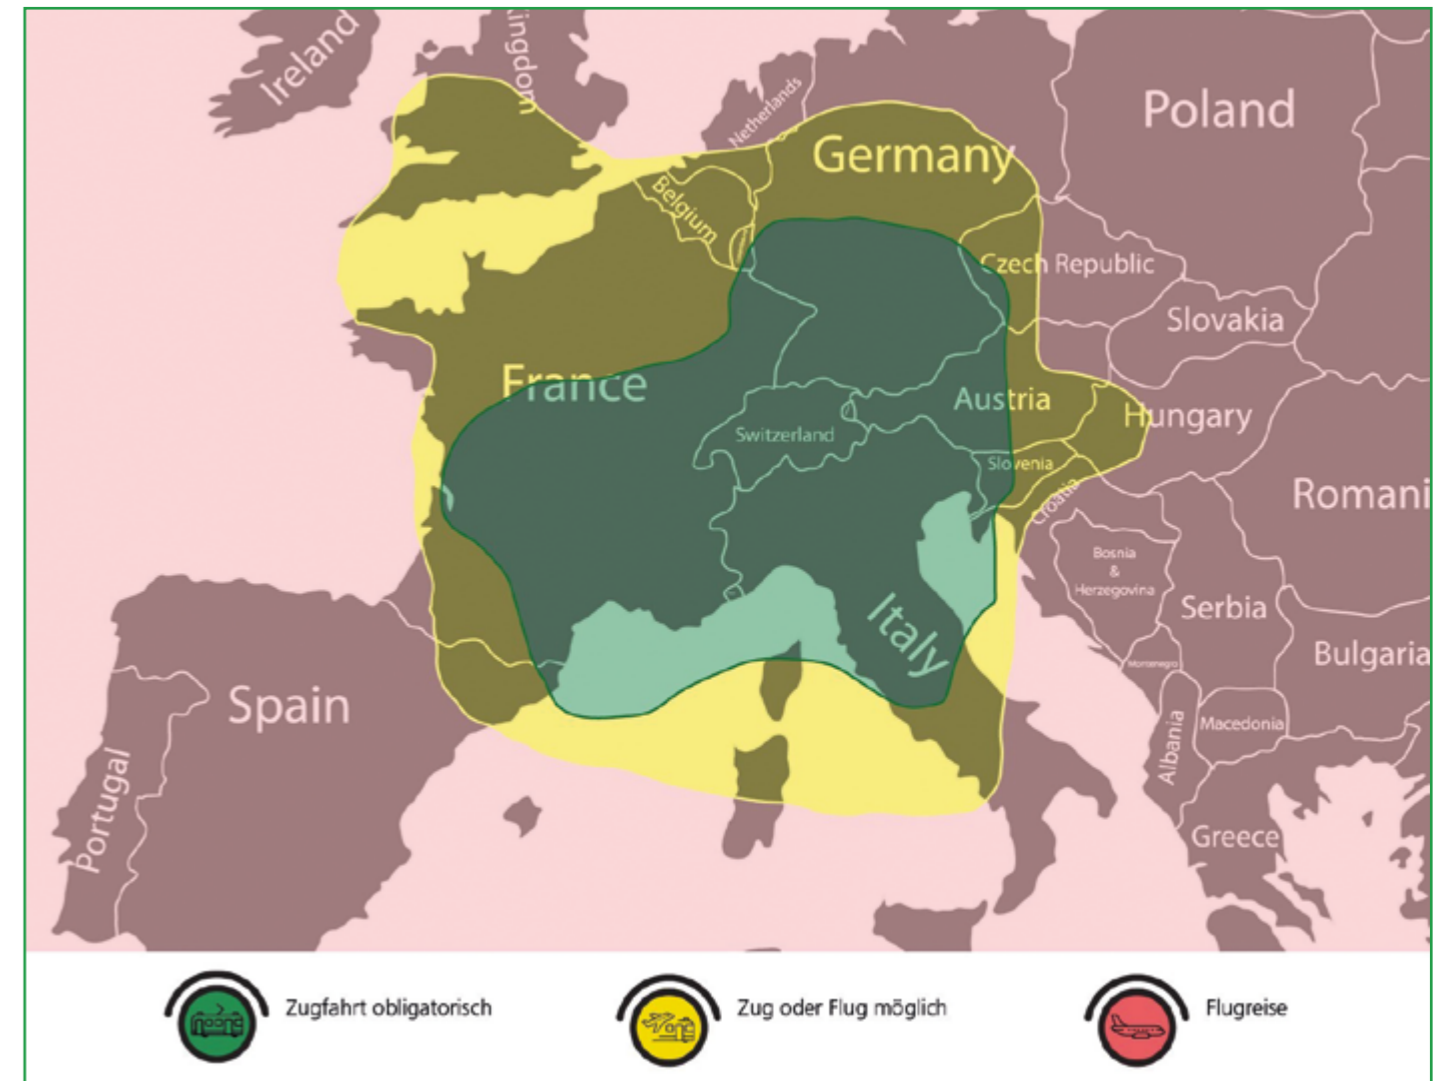 Ireland
ingdom
Netherlands
Poland
Germany
Belgium
Czech Republic
Slovakia
France
Austria
Hungary
Switzerland
Slovenia
Croatia
Romani
Bosnia
&
Herzegovina
Serbia
Italy
Bulgaria
Montenegro
Spain
Macedonia
Albania
Portugal
Greece
Zugfahrt obligatorisch
Zug oder Flug möglich
Flugreise